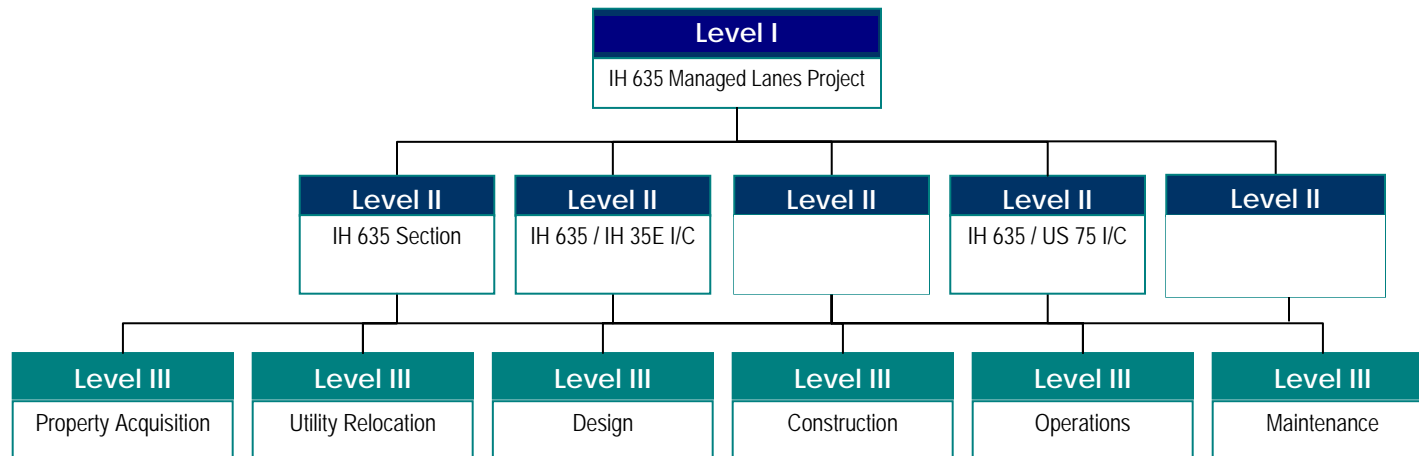 Level I
IH 635 Managed Lanes Project
Level II
IH 635 Section
Level II
IH 635 / IH 35E I/C
Level II
Level II
IH 635 / US 75 I/C
Level II
Level III
Property Acquisition
Level III
Utility Relocation
Level III
Design
Level III
Construction
Level III
Operations
Level III
Maintenance